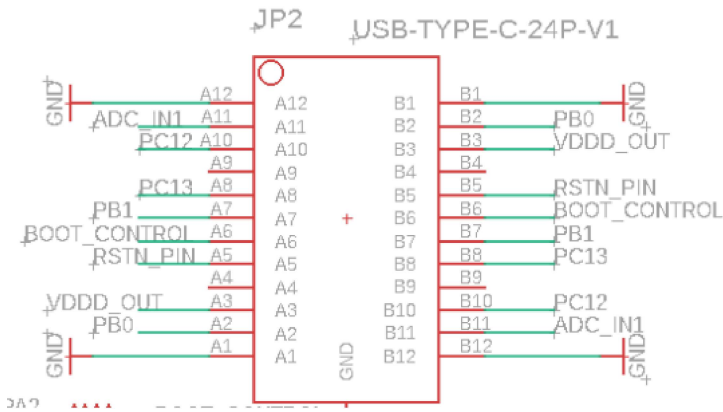 JP2 USB-TYPE-C-24P-V1
GND A12 A12 B1 B1 GND
ADC_IN1 A11 A11 B2 B2 PB0
PC12 A10 A10 B3 B3 VDDD_OUT
A9 A9 B4 B4
PC13 A8 A8 B5 B5 RSTN_PIN
PB1 A7 A7 B6 B6 BOOT_CONTROL
BOOT_CONTROL A6 A6 B7 B7 PB1
RSTN_PIN A5 A5 B8 B8 PC13
A4 A4 B9 B9
VDDD_OUT A3 A3 B10 B10 PC12
PB0 A2 A2 B11 B11 ADC_IN1
GND A1 A1 GND B12 B12 GND